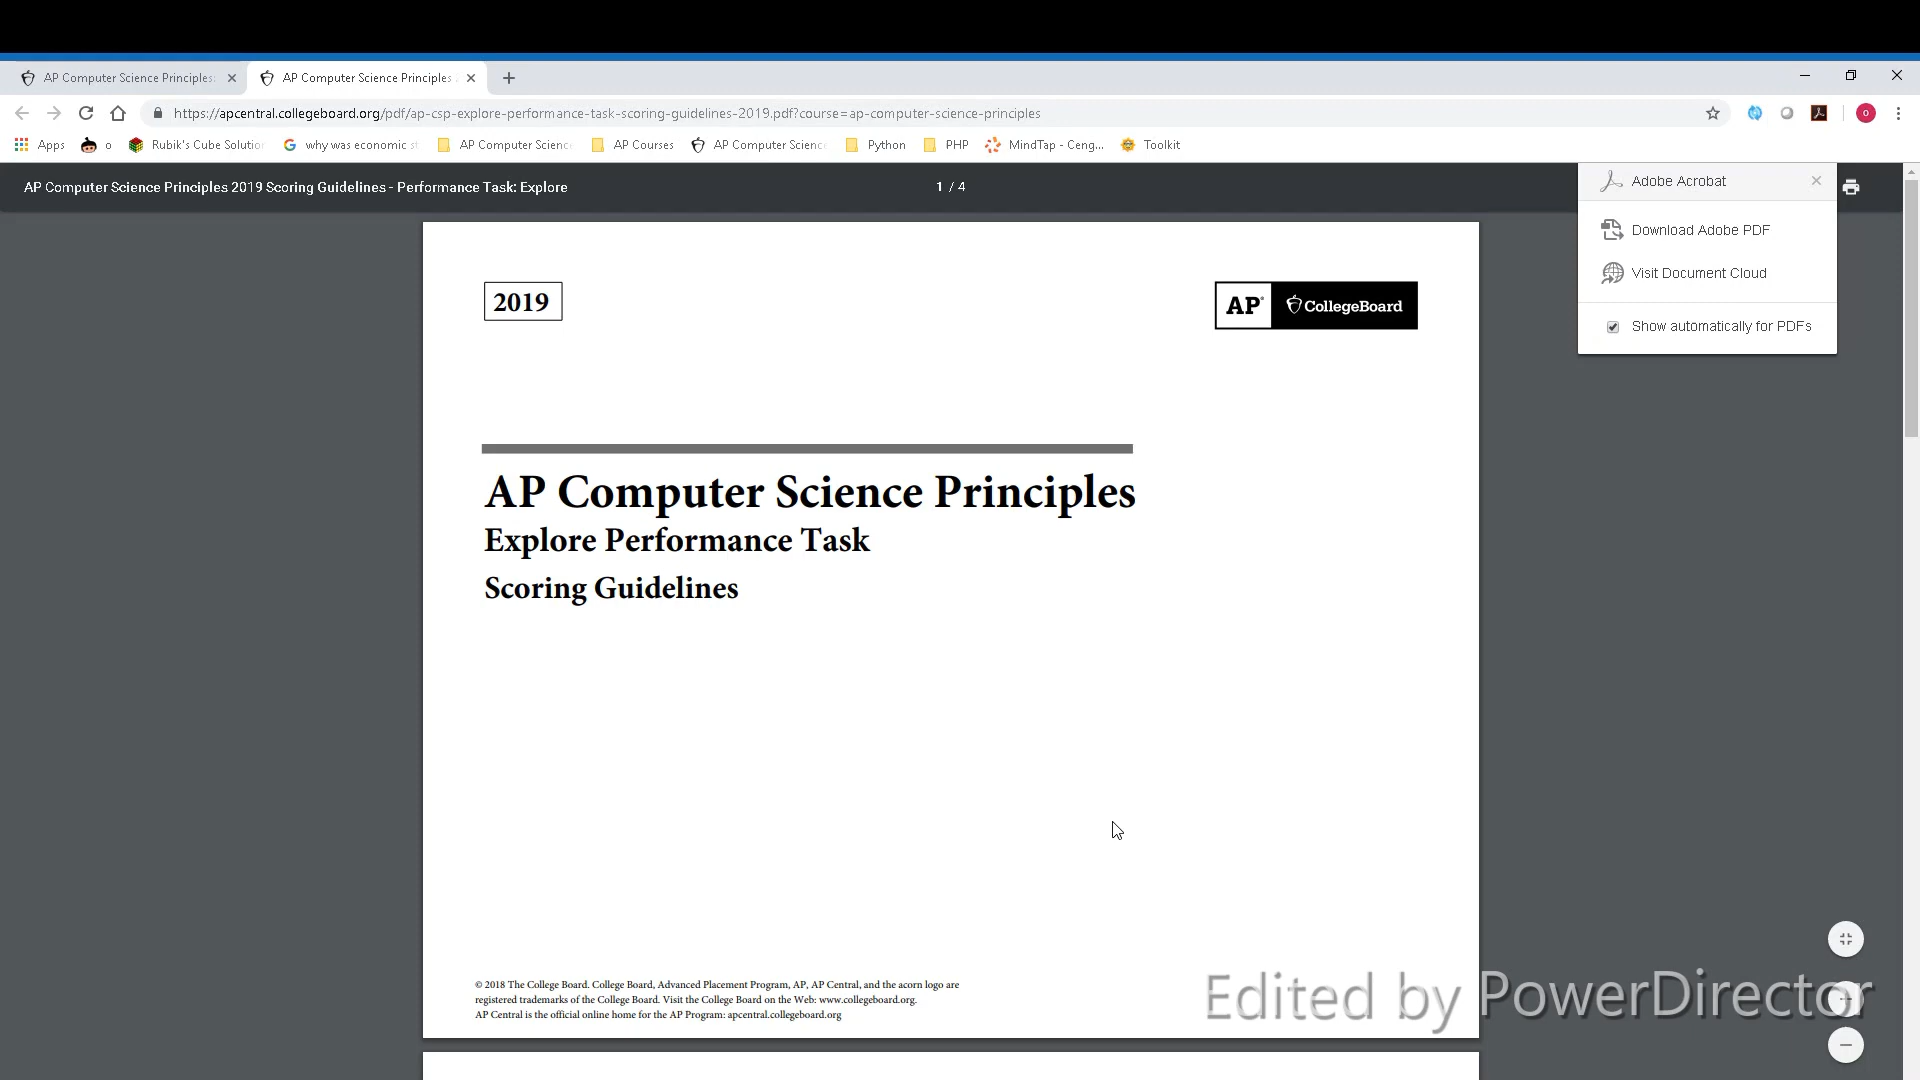 AP Computer Science Principles:
AP Computer Science Principles
https://apcentral.collegeboard.org/pdf/ap-csp-explore-performance-task-scoring-guidelines-2019.pdf?course=ap-computer-science-principles
o
Apps
o
Rubik's Cube Solution
why was economic s
AP Computer Science
AP Courses
AP Computer Science
Python
PHP
MindTap - Ceng...
Toolkit
AP Computer Science Principles 2019 Scoring Guidelines - Performance Task: Explore
1 / 4
Adobe Acrobat
Download Adobe PDF
Visit Document Cloud
Show automatically for PDFs
2019
AP® CollegeBoard
AP Computer Science Principles
Explore Performance Task
Scoring Guidelines
© 2018 The College Board. College Board, Advanced Placement Program, AP, AP Central, and the acorn logo are
registered trademarks of the College Board. Visit the College Board on the Web: www.collegeboard.org.
AP Central is the official online home for the AP Program: apcentral.collegeboard.org
Edited by PowerDirector